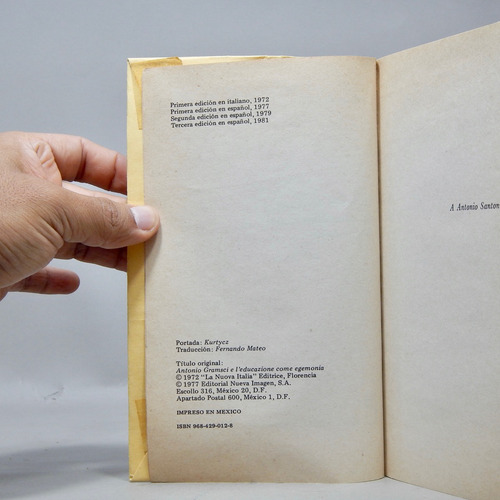 Primera edición en italiano, 1972
Primera edición en español, 1977
Segunda edición en español, 1979
Tercera edición en español, 1981
A Antonio Santon
Portada: Kurtycz
Traducción: Fernando Mateo
Título original:
Antonio Gramsci e l'educazione come egemonia
© 1972 "La Nuova Italia" Editrice, Florencia
© 1977 Editorial Nueva Imagen, S.A.
Escollo 316, México 20, D.F.
Apartado Postal 600, México 1, D.F.
IMPRESO EN MEXICO
ISBN 968-429-012-8